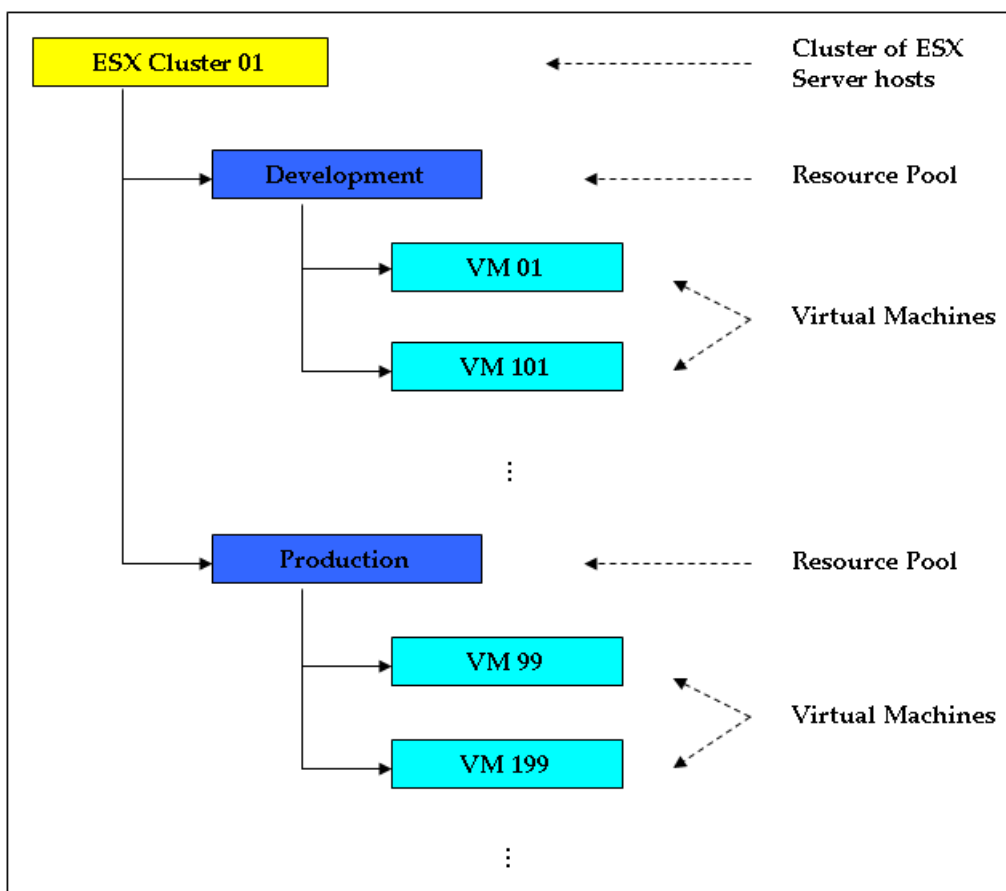 ESX Cluster 01
Cluster of ESX
Server hosts
Development
Resource Pool
VM 01
Virtual Machines
VM 101
⋮
Production
Resource Pool
VM 99
Virtual Machines
VM 199
⋮